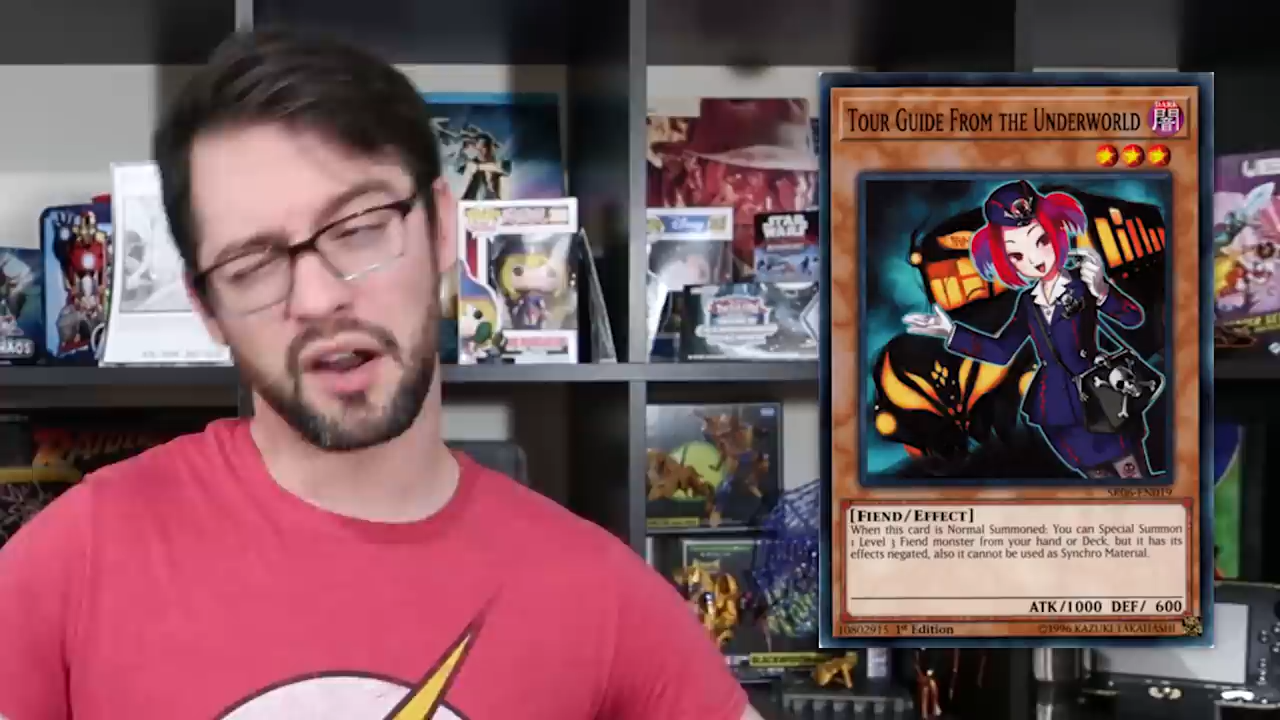 TOUR GUIDE FROM THE UNDERWORLD
DARK
闇
STAR
WARS
Disney
SR06-EN019
[FIEND/EFFECT]
When this card is Normal Summoned: You can Special Summon
1 Level 3 Fiend monster from your hand or Deck, but it has its
effects negated, also it cannot be used as Synchro Material.
ATK/1000 DEF/ 600
10802915 1st Edition
©1996 KAZUKI TAKAHASHI